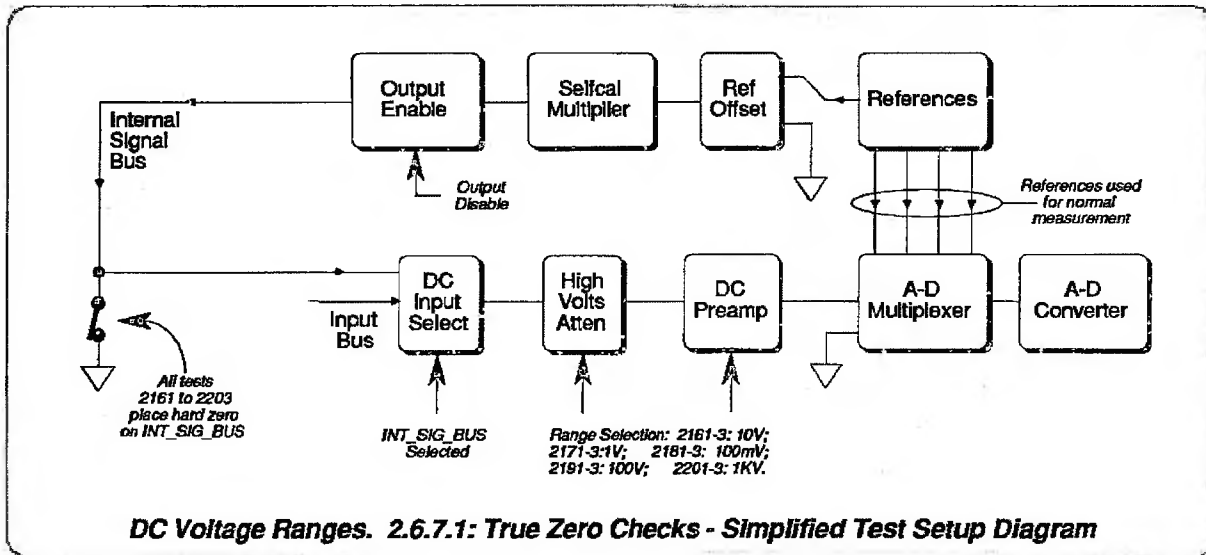 Output
Enable
Selfcal
Multiplier
Ref
Offset
References
Internal
Signal
Bus
Output
Disable
References used
for normal
measurement
DC
Input
Select
High
Volts
Atten
DC
Preamp
A-D
Multiplexer
A-D
Converter
Input
Bus
All tests
2161 to 2203
place hard zero
on INT_SIG_BUS
INT_SIG_BUS
Selected
Range Selection: 2161-3: 10V;
2171-3:1V; 2181-3: 100mV;
2191-3: 100V; 2201-3: 1KV.
DC Voltage Ranges. 2.6.7.1: True Zero Checks - Simplified Test Setup Diagram